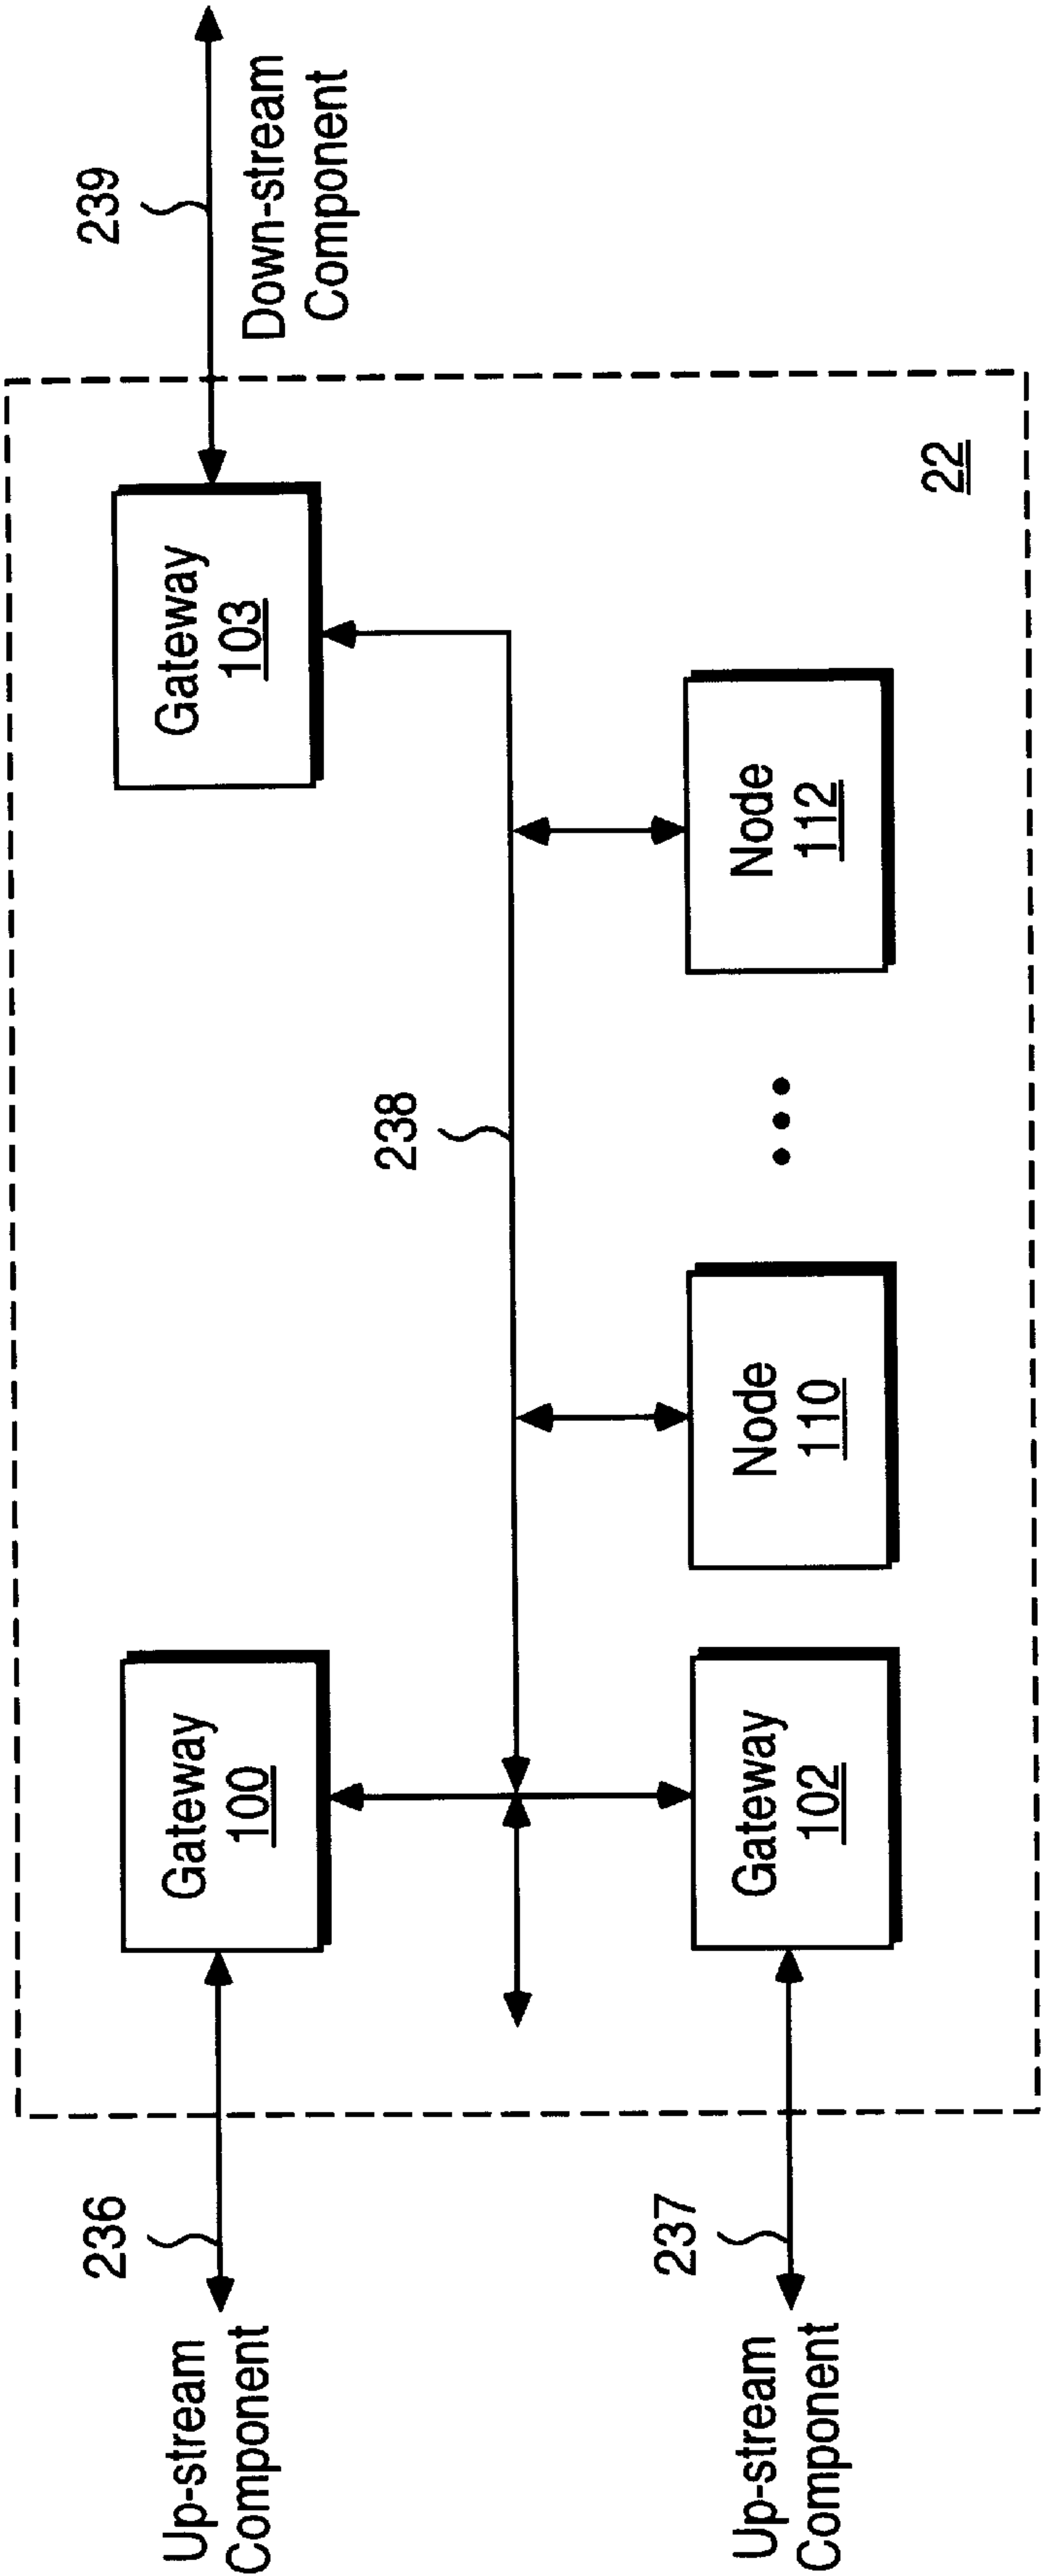 239
Down-stream
Component
Gateway
103
22
238
Node
112
Node
110
Gateway
100
Gateway
102
236
Up-stream
Component
237
Up-stream
Component